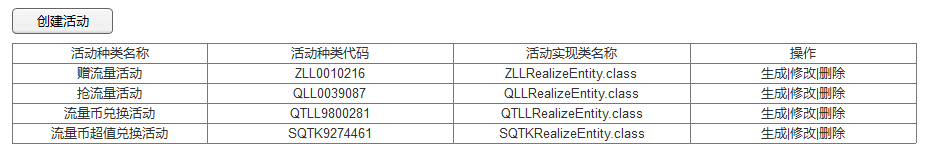 创建活动
活动种类名称 活动种类代码 活动实现类名称 操作
赠流量活动 ZLL0010216 ZLLRealizeEntity.class 生成|修改|删除
抢流量活动 QLL0039087 QLLRealizeEntity.class 生成|修改|删除
流量币兑换活动 QTLL9800281 QTLLRealizeEntity.class 生成|修改|删除
流量币超值兑换活动 SQTK9274461 SQTKRealizeEntity.class 生成|修改|删除